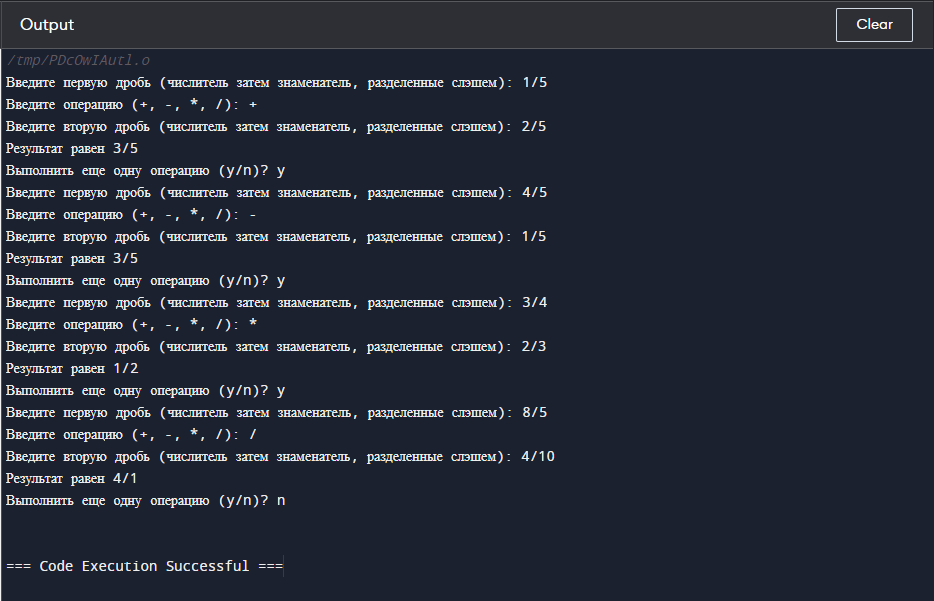 Output
Clear
/tmp/PDcOwIAutl.o
Введите первую дробь (числитель затем знаменатель, разделенные слэшем): 1/5
Введите операцию (+, -, *, /): +
Введите вторую дробь (числитель затем знаменатель, разделенные слэшем): 2/5
Результат равен 3/5
Выполнить еще одну операцию (y/n)? y
Введите первую дробь (числитель затем знаменатель, разделенные слэшем): 4/5
Введите операцию (+, -, *, /): -
Введите вторую дробь (числитель затем знаменатель, разделенные слэшем): 1/5
Результат равен 3/5
Выполнить еще одну операцию (y/n)? y
Введите первую дробь (числитель затем знаменатель, разделенные слэшем): 3/4
Введите операцию (+, -, *, /): *
Введите вторую дробь (числитель затем знаменатель, разделенные слэшем): 2/3
Результат равен 1/2
Выполнить еще одну операцию (y/n)? y
Введите первую дробь (числитель затем знаменатель, разделенные слэшем): 8/5
Введите операцию (+, -, *, /): /
Введите вторую дробь (числитель затем знаменатель, разделенные слэшем): 4/10
Результат равен 4/1
Выполнить еще одну операцию (y/n)? n
=== Code Execution Successful ===